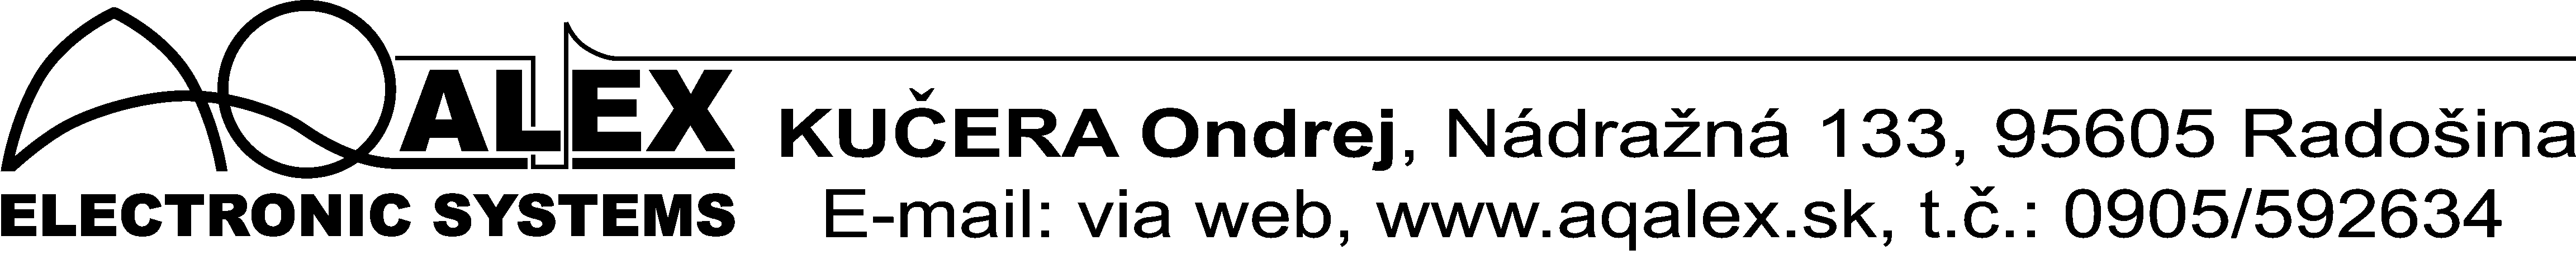 AQALEX
ELECTRONIC SYSTEMS
KUČERA Ondrej, Nádražná 133, 95605 Radošina
E-mail: via web, www.aqalex.sk, t.č.: 0905/592634